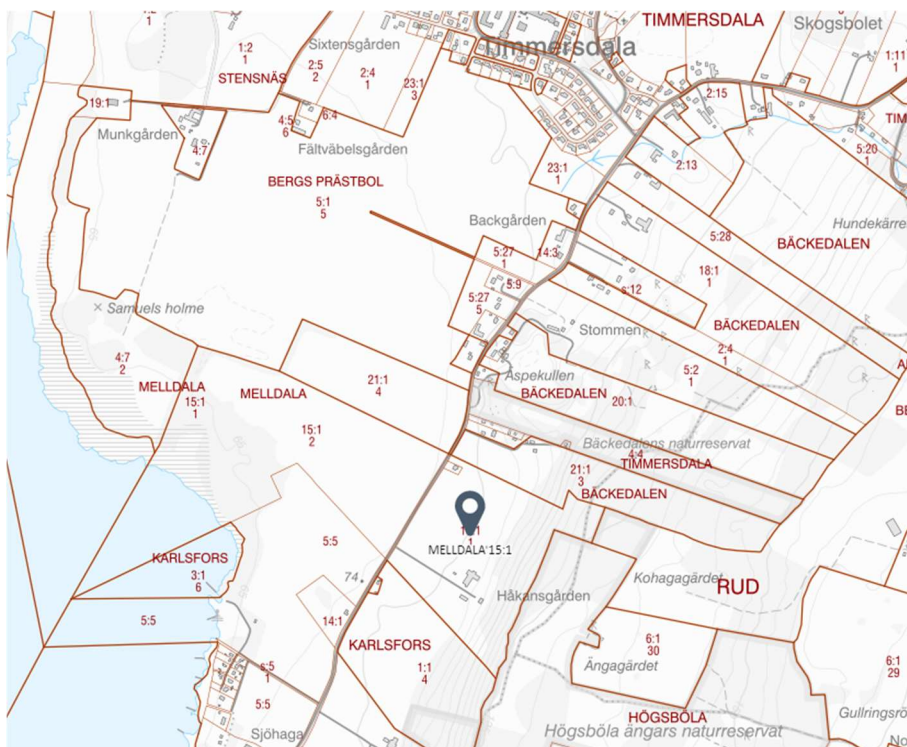 1:2
1
TIMMERSDALA
Skogsbolet
Sixtensgården
Timmersdala
2:5
2
2:4
1
23:1
3
STENSNÄS
1:11
1
2:15
19:1
Munkgården
4:5
6
6:4
4:7
Fältväbelsgården
TIM
5:20
1
BERGS PRÄSTBOL
5:1
5
23:1
1
2:13
Backgården
Hundekärre
5:28
BÄCKEDALEN
5:27
1
14:3
5:9
s:12
18:1
1
5:27
5
Samuels holme
Stommen
BÄCKEDALEN
2:4
1
4:7
2
MELLDALA
15:1
1
MELLDALA
15:1
2
21:1
4
Aspekullen
BÄCKEDALEN
20:1
5:2
1
Bäckedalens naturreservat
4:4
TIMMERSDALA
21:1
3
BÄCKEDALEN
1
MELLDALA 15:1
5:5
KARLSFORS
3:1
6
74
Håkansgården
Kohagagärdet
RUD
5:5
14:1
KARLSFORS
1:1
4
6:1
30
Ängagärdet
6:1
29
s:5
1
5:5
Sjöhaga
HÖGSBÖLA
Högsböla ängars naturreservat
Gullringsrö
No